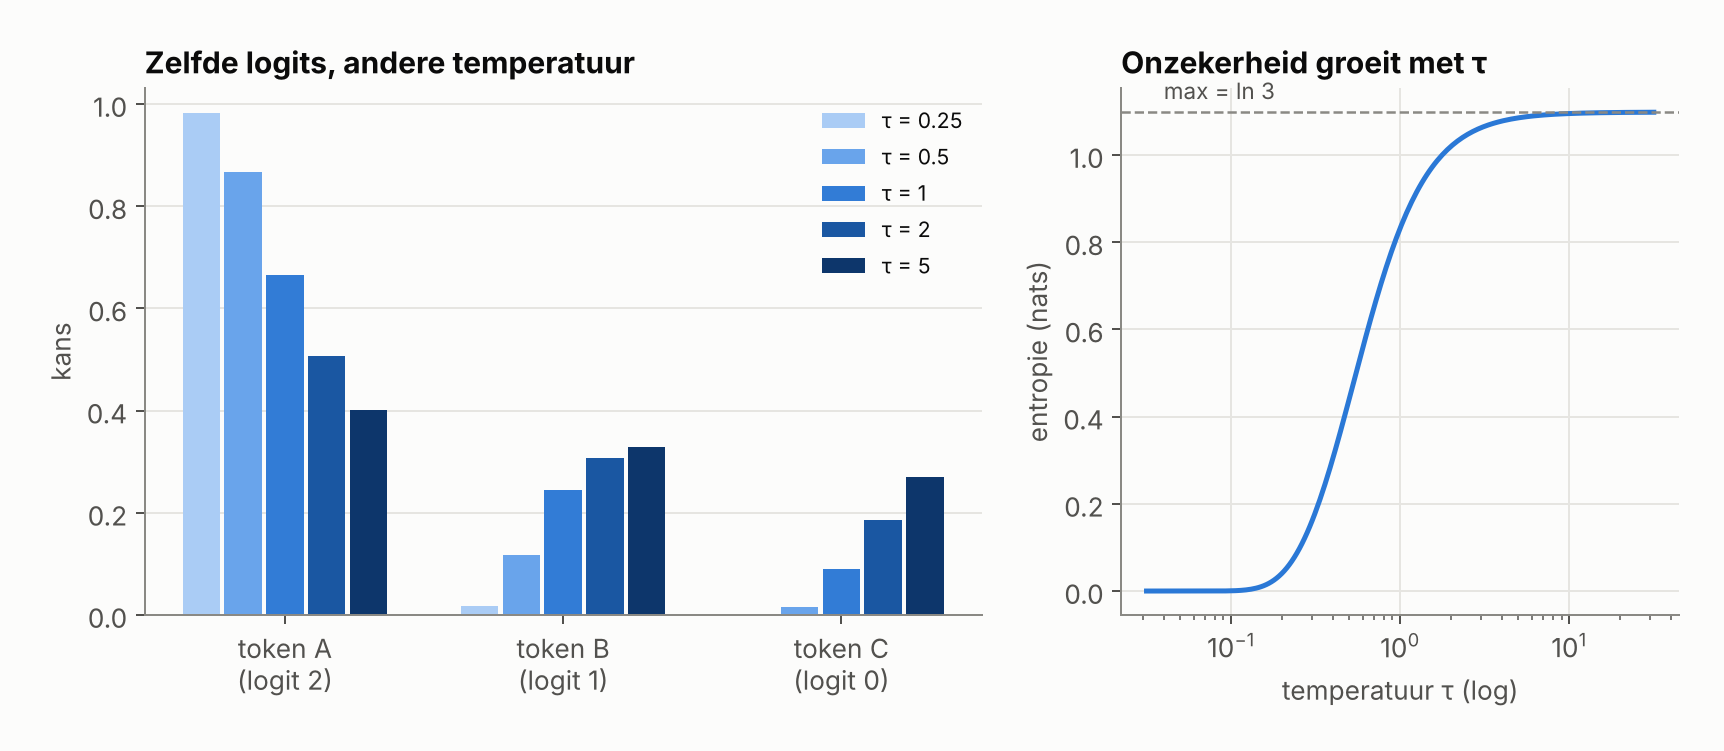 Zelfde logits, andere temperatuur
kans
1.0
0.8
0.6
0.4
0.2
0.0
τ = 0.25
τ = 0.5
τ = 1
τ = 2
τ = 5
token A
(logit 2)
token B
(logit 1)
token C
(logit 0)
Onzekerheid groeit met τ
max = ln 3
entropie (nats)
1.0
0.8
0.6
0.4
0.2
0.0
10⁻¹
10⁰
10¹
temperatuur τ (log)